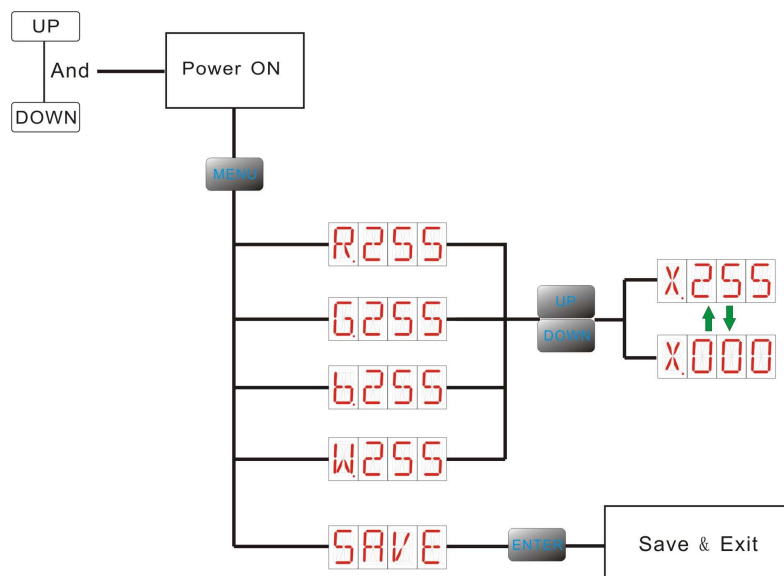 UP
And
Power ON
DOWN
MENU
R.255
G.255
b.255
W.255
UP
DOWN
X.255
X.000
SAVE
ENTER
Save & Exit